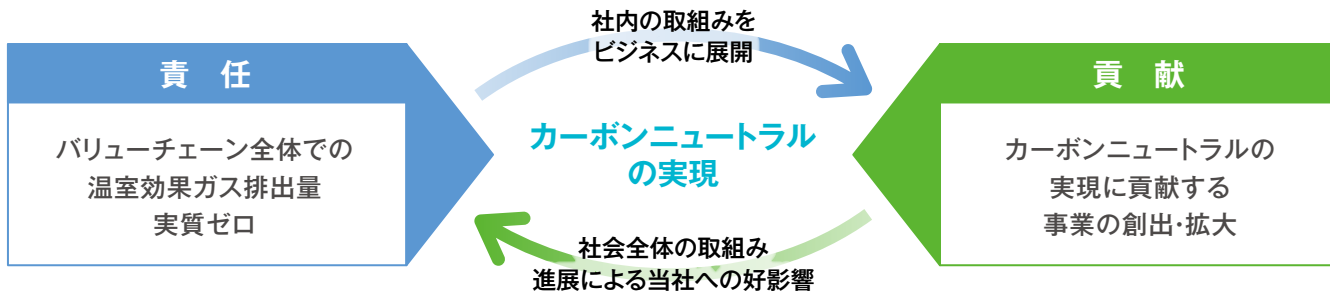 社内の取組みを
ビジネスに展開
責 任
バリューチェーン全体での
温室効果ガス排出量
実質ゼロ
カーボンニュートラル
の実現
貢 献
カーボンニュートラルの
実現に貢献する
事業の創出・拡大
社会全体の取組み
進展による当社への好影響